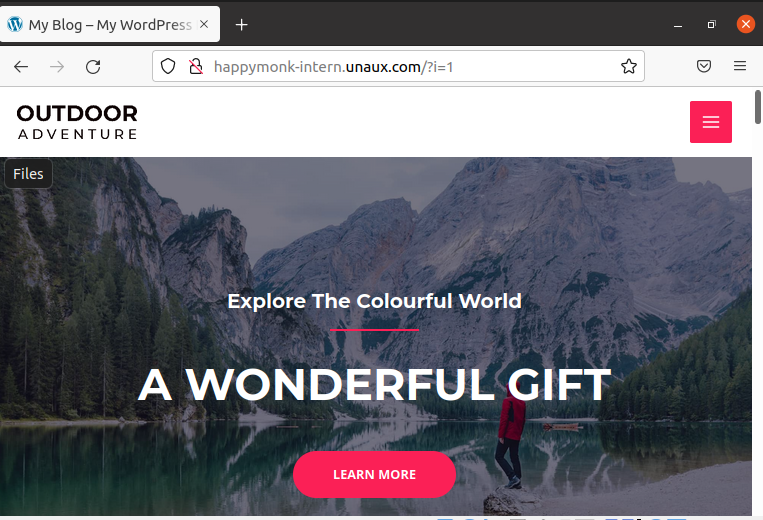 My Blog – My WordPress
happymonk-intern.unaux.com/?i=1
OUTDOOR
ADVENTURE
Files
Explore The Colourful World
A WONDERFUL GIFT
LEARN MORE